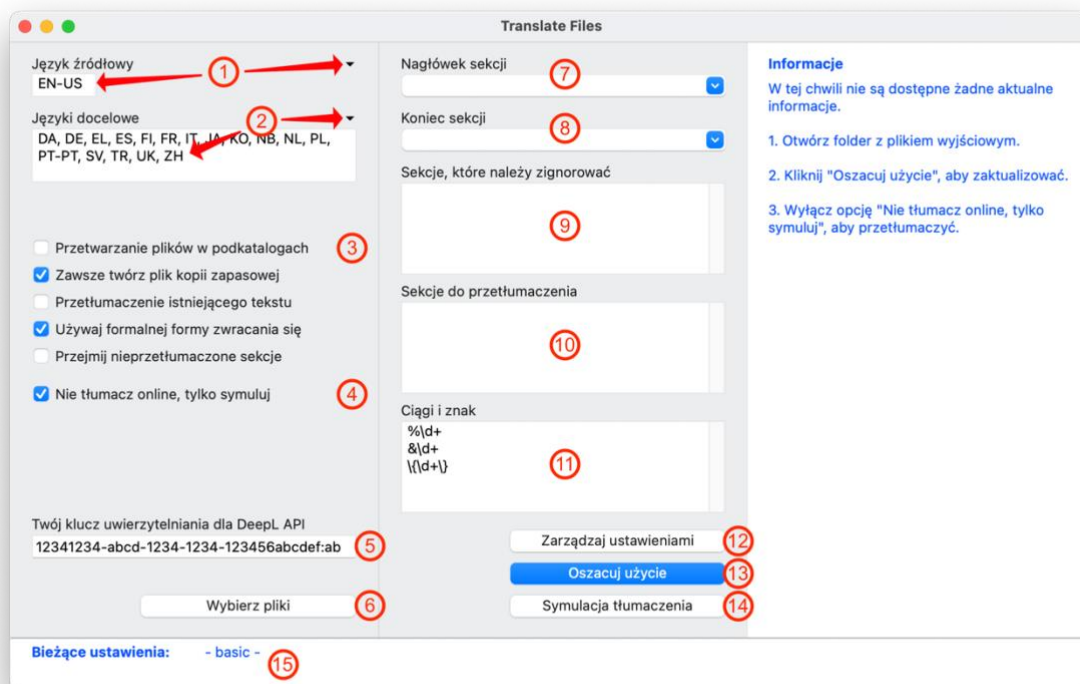 Translate Files
Język źródłowy
EN-US
1
Języki docelowe
DA, DE, EL, ES, FI, FR, IT, JA, KO, NB, NL, PL,
PT-PT, SV, TR, UK, ZH
2
Przetwarzanie plików w podkatalogach
3
Zawsze twórz plik kopii zapasowej
Przetłumaczenie istniejącego tekstu
Używaj formalnej formy zwracania się
Przejmij nieprzetłumaczone sekcje
Nie tłumacz online, tylko symuluj
4
Twój klucz uwierzytelniania dla DeepL API
12341234-abcd-1234-1234-123456abcdef:ab
5
Wybierz pliki
6
Nagłówek sekcji
7
Koniec sekcji
8
Sekcje, które należy zignorować
9
Sekcje do przetłumaczenia
10
Ciągi i znak
%\d+
&\d+
\{\d+\}
11
Zarządzaj ustawieniami
12
Oszacuj użycie
13
Symulacja tłumaczenia
14
Informacje
W tej chwili nie są dostępne żadne aktualne
informacje.
1. Otwórz folder z plikiem wyjściowym.
2. Kliknij "Oszacuj użycie", aby zaktualizować.
3. Wyłącz opcję "Nie tłumacz online, tylko
symuluj", aby przetłumaczyć.
Bieżące ustawienia: - basic -
15